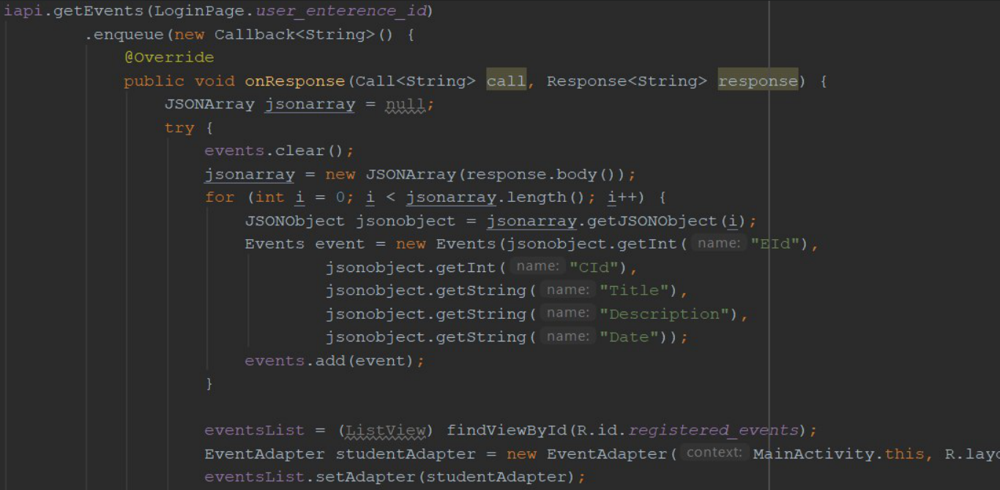 iapi.getEvents(LoginPage.user_enterence_id)
.enqueue(new Callback<String>() {
@Override
public void onResponse(Call<String> call, Response<String> response) {
JSONArray jsonarray = null;
try {
events.clear();
jsonarray = new JSONArray(response.body());
for (int i = 0; i < jsonarray.length(); i++) {
JSONObject jsonobject = jsonarray.getJSONObject(i);
Events event = new Events(jsonobject.getInt( name: "EId"),
jsonobject.getInt( name: "CId"),
jsonobject.getString( name: "Title"),
jsonobject.getString( name: "Description"),
jsonobject.getString( name: "Date"));
events.add(event);
}
eventsList = (ListView) findViewById(R.id.registered_events);
EventAdapter studentAdapter = new EventAdapter( context: MainActivity.this, R.layo
eventsList.setAdapter(studentAdapter);